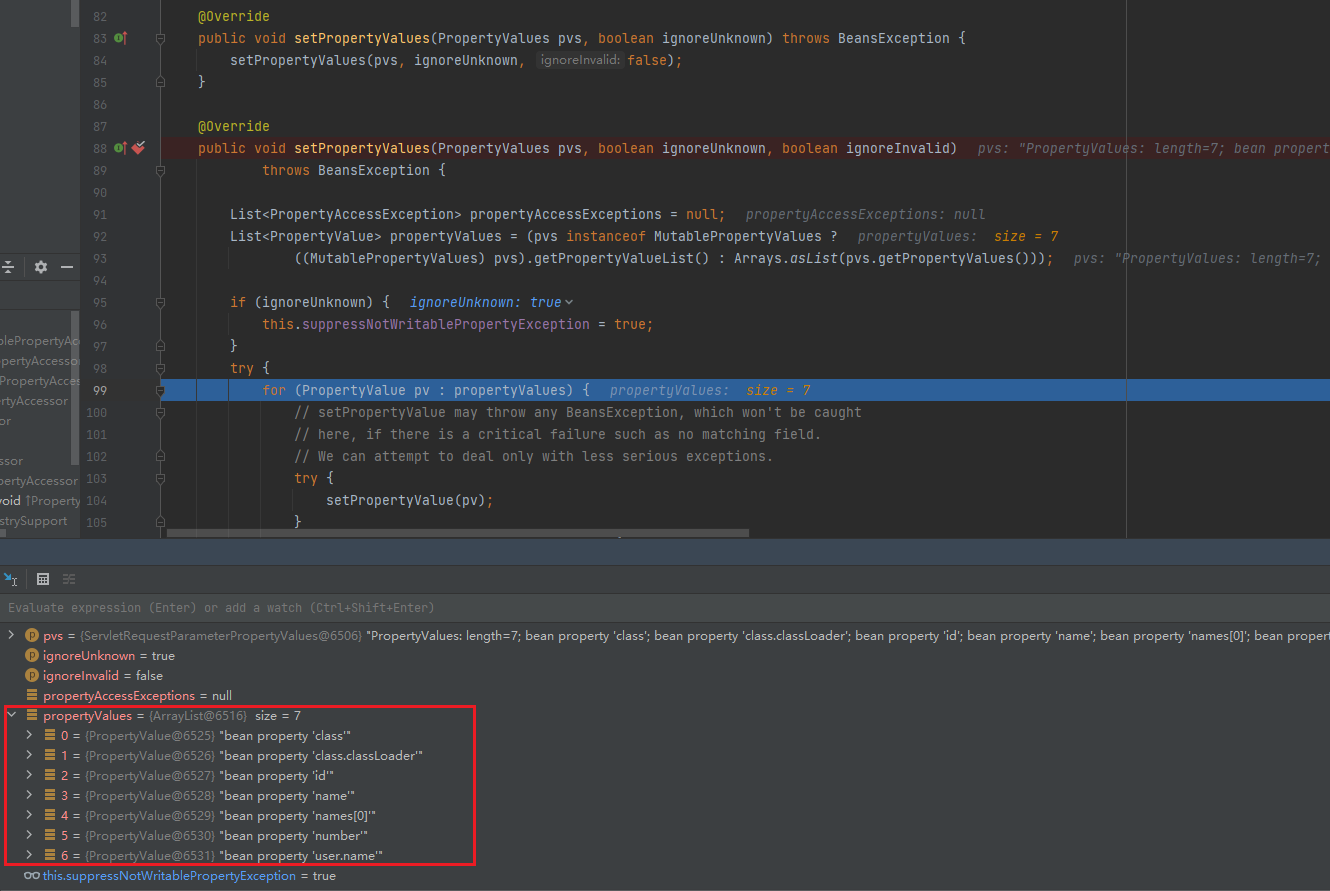 82 @Override
83 public void setPropertyValues(PropertyValues pvs, boolean ignoreUnknown) throws BeansException {
84 setPropertyValues(pvs, ignoreUnknown, ignoreInvalid: false);
85 }
86
87 @Override
88 public void setPropertyValues(PropertyValues pvs, boolean ignoreUnknown, boolean ignoreInvalid) pvs: "PropertyValues: length=7; bean propert
89 throws BeansException {
90
91 List<PropertyAccessException> propertyAccessExceptions = null; propertyAccessExceptions: null
92 List<PropertyValue> propertyValues = (pvs instanceof MutablePropertyValues ? propertyValues: size = 7
93 ((MutablePropertyValues) pvs).getPropertyValueList() : Arrays.asList(pvs.getPropertyValues())); pvs: "PropertyValues: length=7;
94
95 if (ignoreUnknown) { ignoreUnknown: true
96 this.suppressNotWritablePropertyException = true;
97 }
98 try {
99 for (PropertyValue pv : propertyValues) { propertyValues: size = 7
100 // setPropertyValue may throw any BeansException, which won't be caught
101 // here, if there is a critical failure such as no matching field.
102 // We can attempt to deal only with less serious exceptions.
103 try {
104 setPropertyValue(pv);
105 }
blePropertyAc
pertyAccesso
PropertyAcces
rtyAccessor
or
ssor
pertyAccessor
void ↑Property
strySupport
Evaluate expression (Enter) or add a watch (Ctrl+Shift+Enter)
pvs = {ServletRequestParameterPropertyValues@6506} "PropertyValues: length=7; bean property 'class'; bean property 'class.classLoader'; bean property 'id'; bean property 'name'; bean property 'names[0]'; bean propert
ignoreUnknown = true
ignoreInvalid = false
propertyAccessExceptions = null
propertyValues = {ArrayList@6516} size = 7
0 = {PropertyValue@6525} "bean property 'class'"
1 = {PropertyValue@6526} "bean property 'class.classLoader'"
2 = {PropertyValue@6527} "bean property 'id'"
3 = {PropertyValue@6528} "bean property 'name'"
4 = {PropertyValue@6529} "bean property 'names[0]'"
5 = {PropertyValue@6530} "bean property 'number'"
6 = {PropertyValue@6531} "bean property 'user.name'"
this.suppressNotWritablePropertyException = true